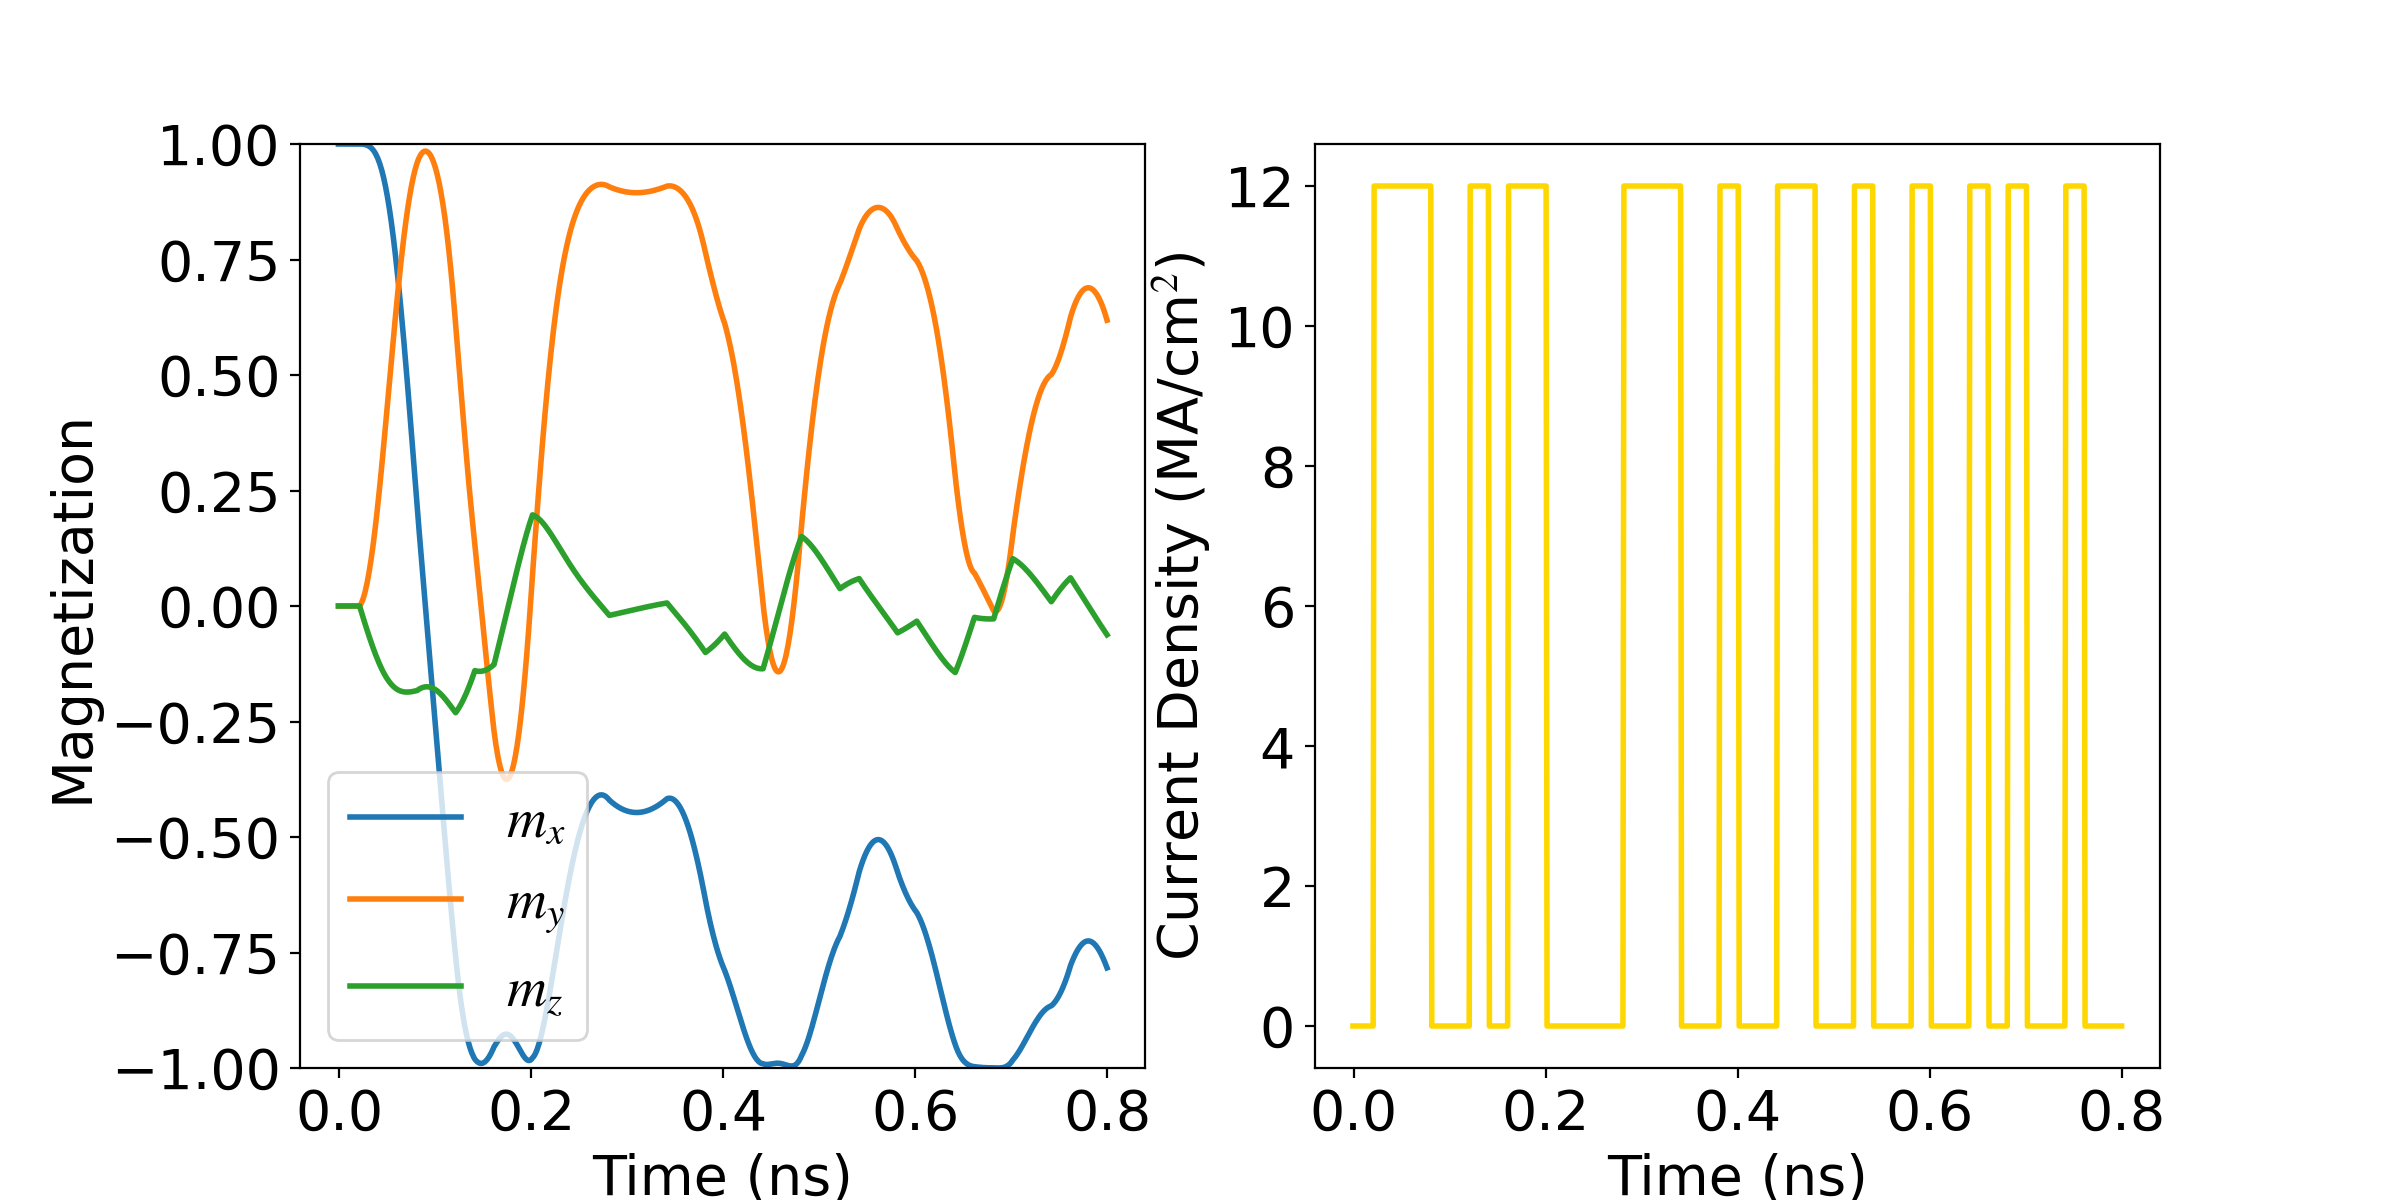 Magnetization
1.00
0.75
0.50
0.25
0.00
−0.25
−0.50
−0.75
−1.00
m_x
m_y
m_z
0.0 0.2 0.4 0.6 0.8
Time (ns)
Current Density (MA/cm²)
12
10
8
6
4
2
0
0.0 0.2 0.4 0.6 0.8
Time (ns)